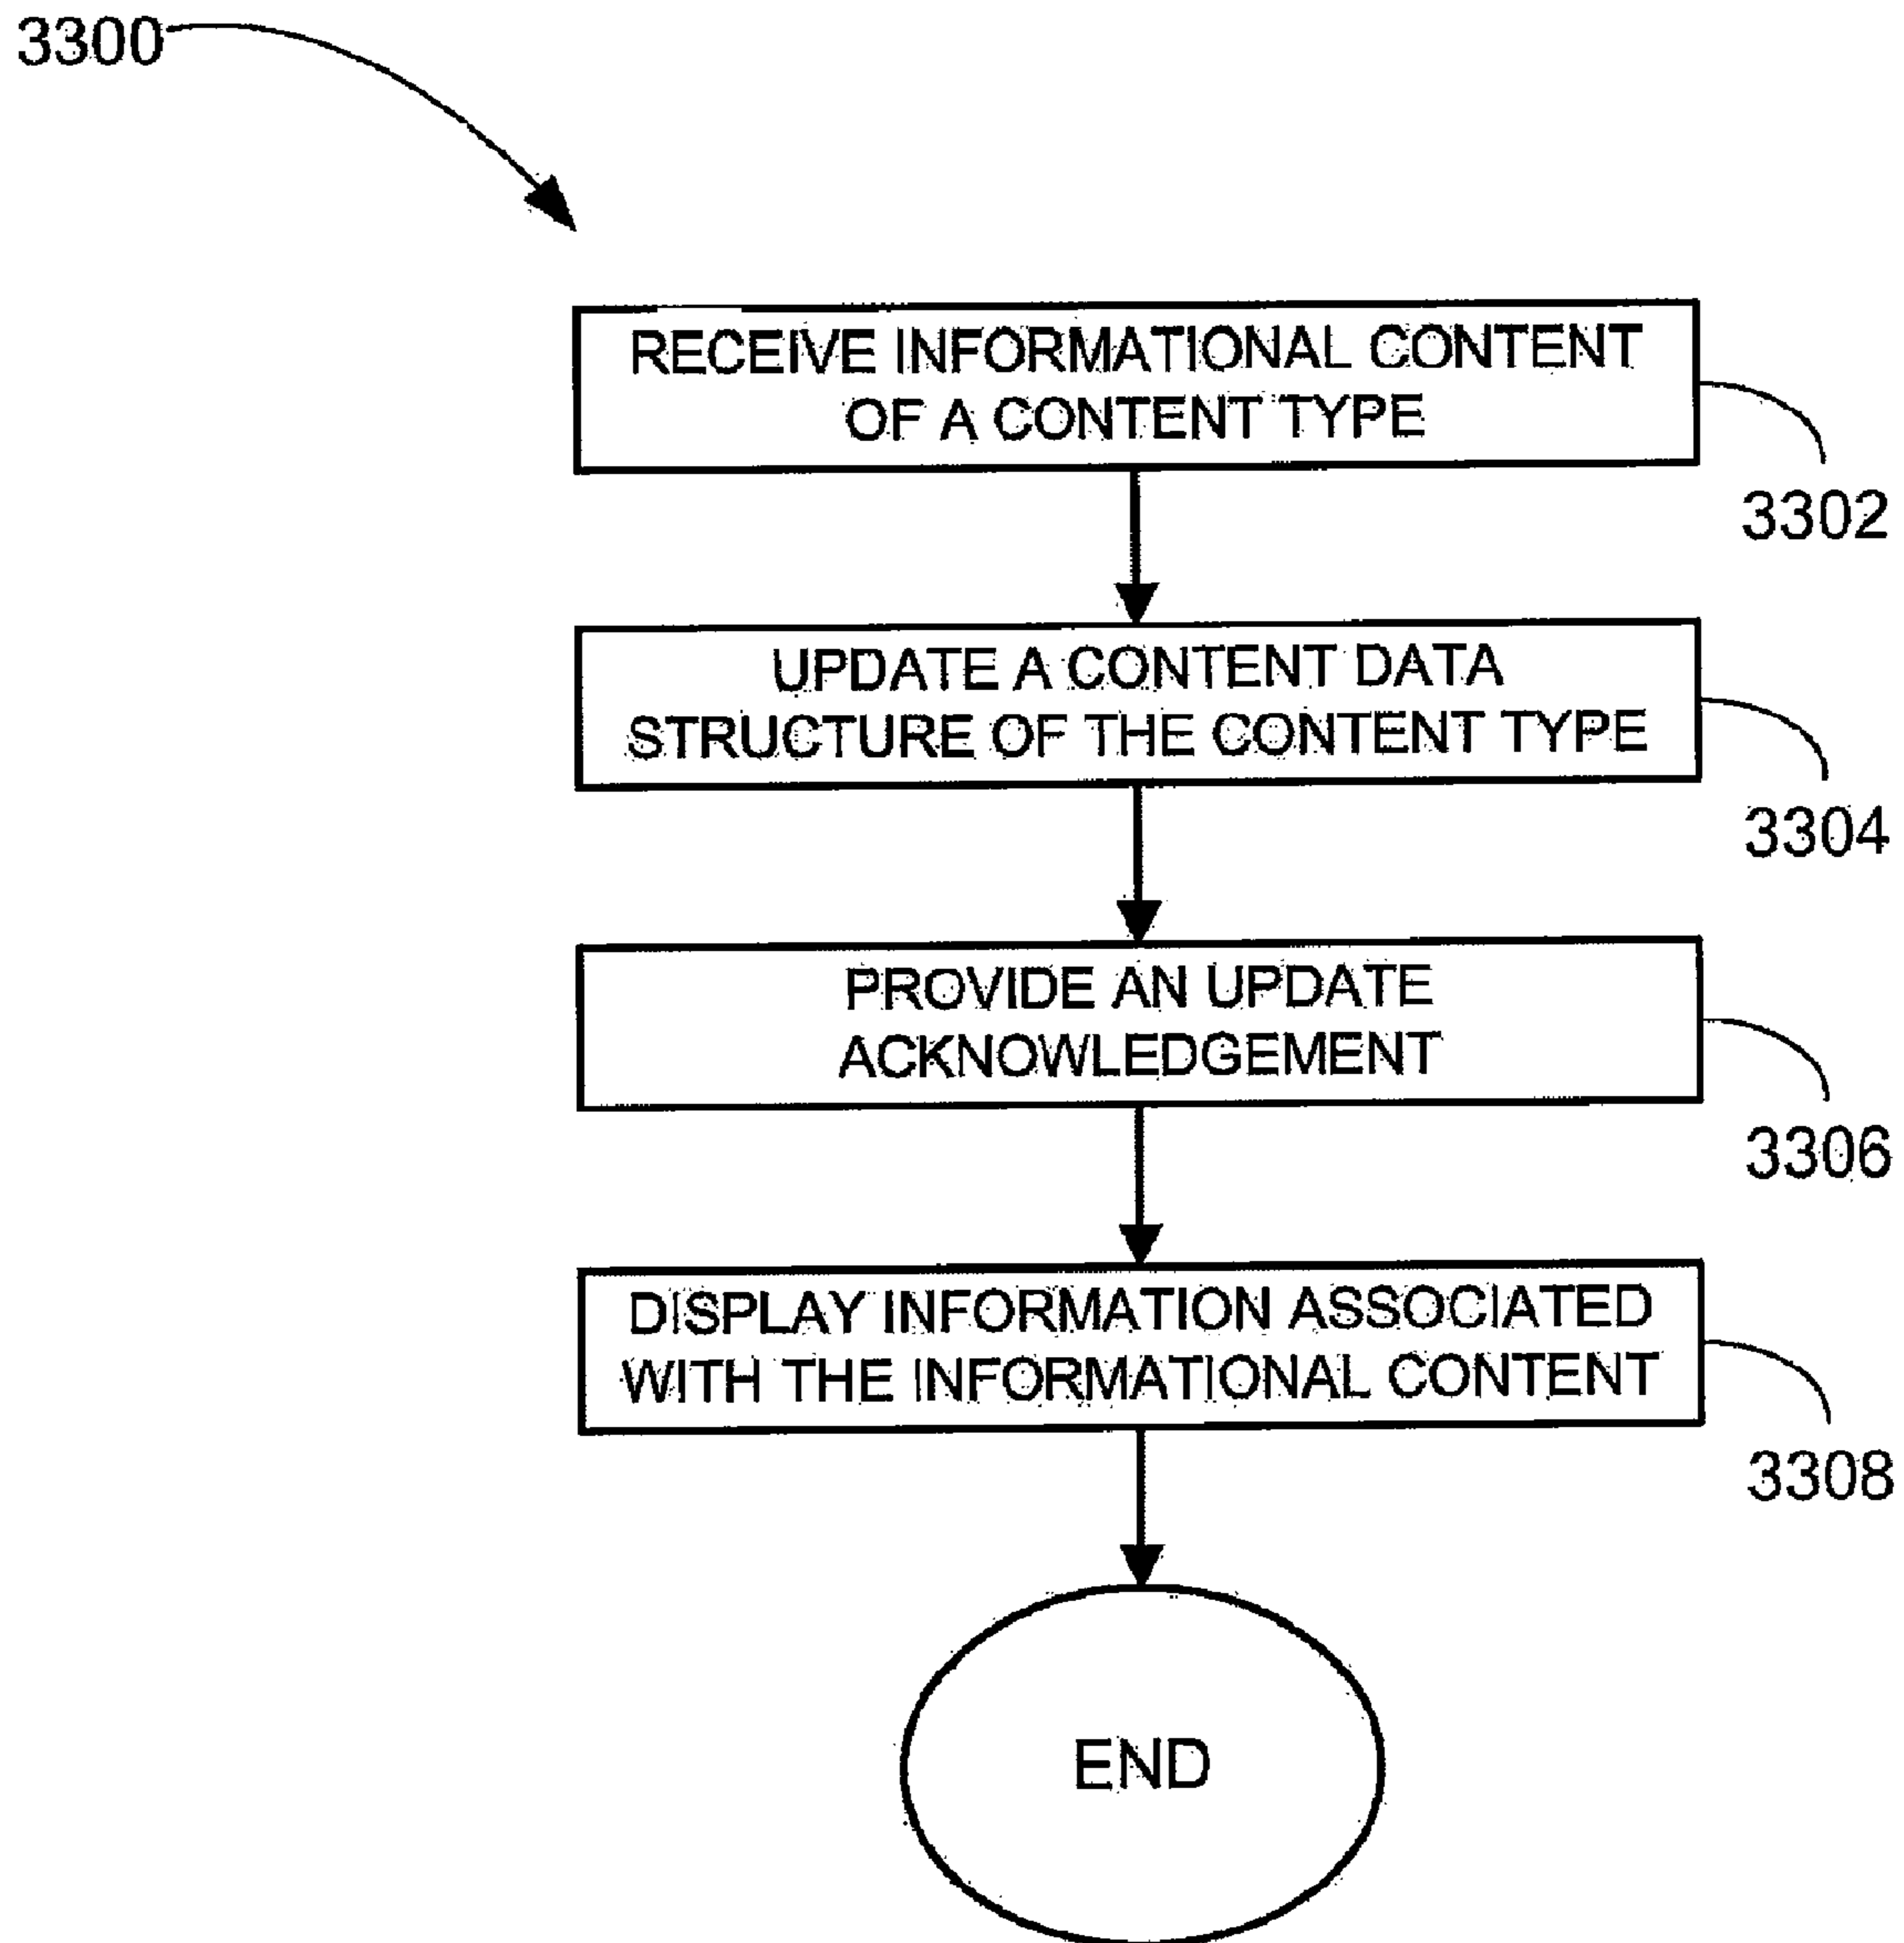 3300
RECEIVE INFORMATIONAL CONTENT
OF A CONTENT TYPE
3302
UPDATE A CONTENT DATA
STRUCTURE OF THE CONTENT TYPE
3304
PROVIDE AN UPDATE
ACKNOWLEDGEMENT
3306
DISPLAY INFORMATION ASSOCIATED
WITH THE INFORMATIONAL CONTENT
3308
END